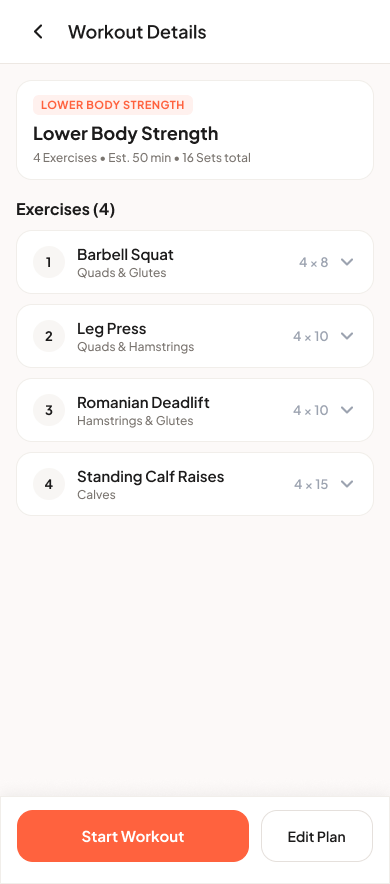 Workout Details
LOWER BODY STRENGTH
Lower Body Strength
4 Exercises • Est. 50 min • 16 Sets total
Exercises (4)
1
Barbell Squat
Quads & Glutes
4 × 8
2
Leg Press
Quads & Hamstrings
4 × 10
3
Romanian Deadlift
Hamstrings & Glutes
4 × 10
4
Standing Calf Raises
Calves
4 × 15
Start Workout
Edit Plan